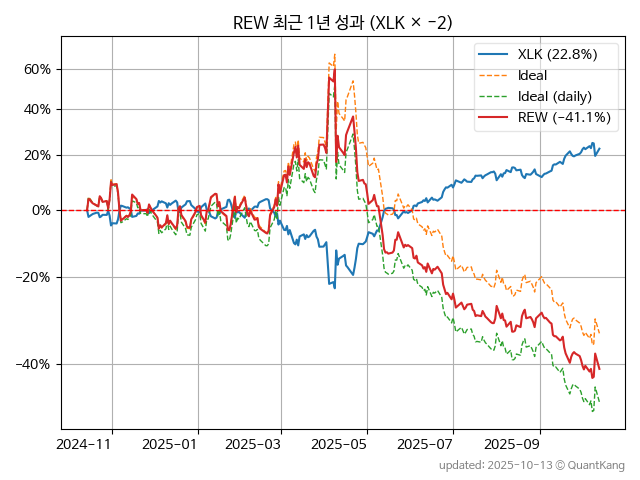 REW 최근 1년 성과 (XLK × −2)
XLK (22.8%)
Ideal
Ideal (daily)
REW (−41.1%)
60%
40%
20%
0%
−20%
−40%
2024-11
2025-01
2025-03
2025-05
2025-07
2025-09
updated: 2025-10-13 © QuantKang